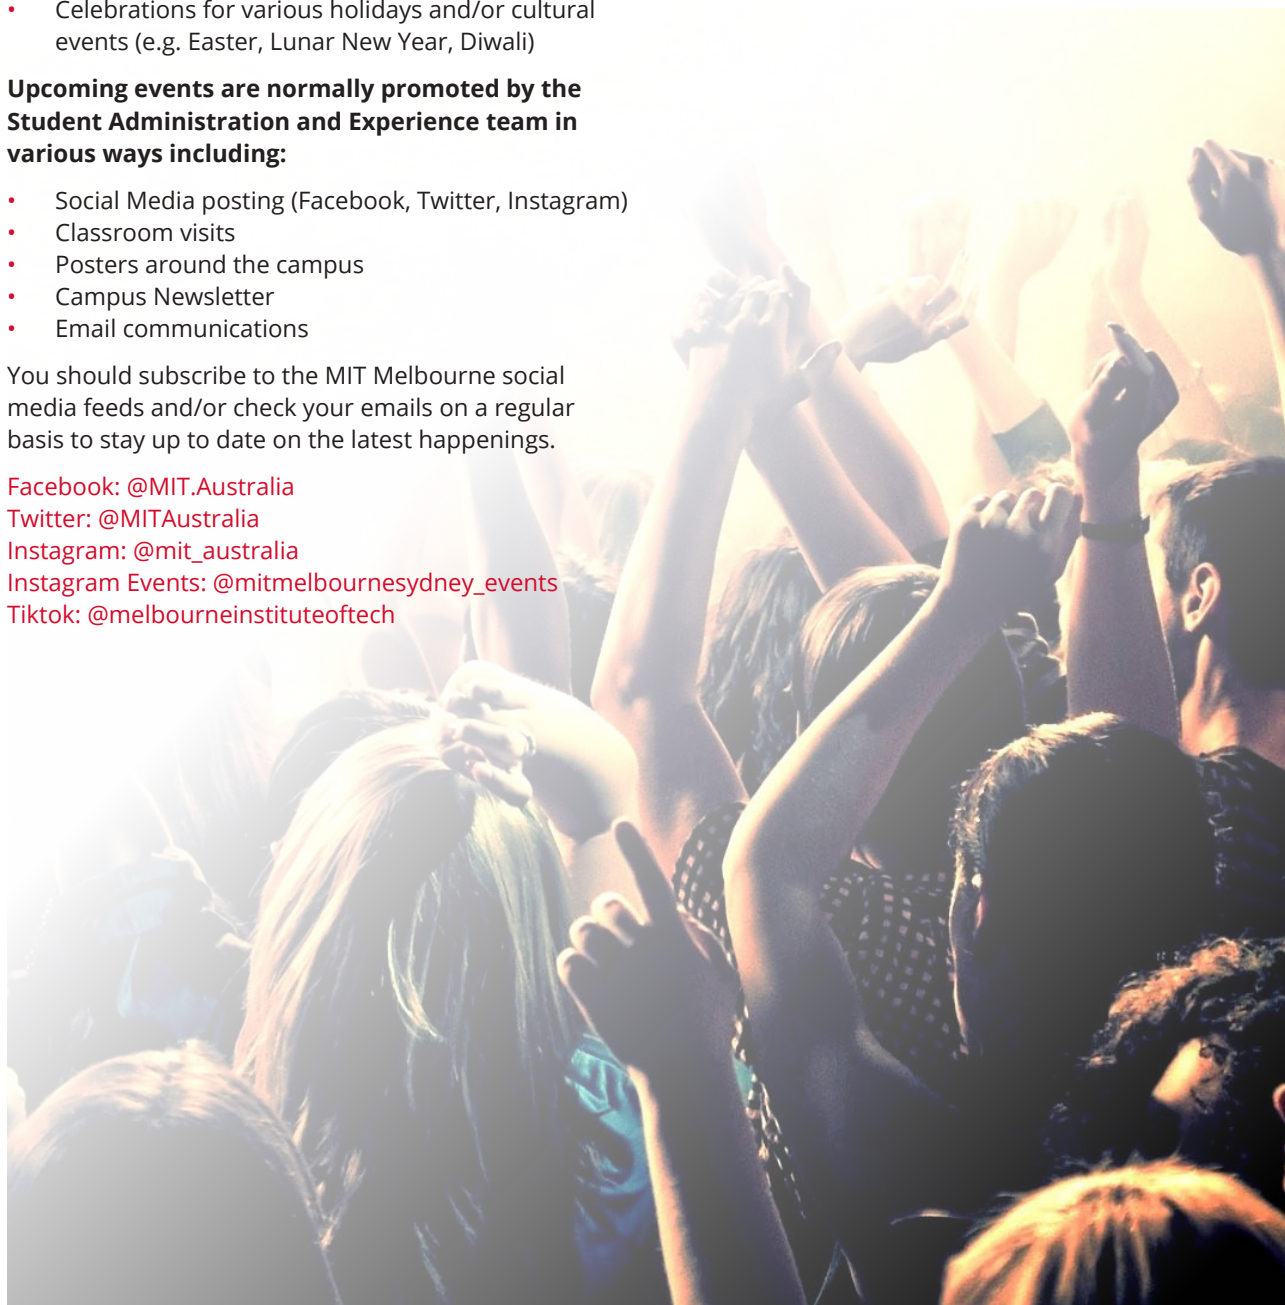 • Celebrations for various holidays and/or cultural
events (e.g. Easter, Lunar New Year, Diwali)
Upcoming events are normally promoted by the
Student Administration and Experience team in
various ways including:
• Social Media posting (Facebook, Twitter, Instagram)
• Classroom visits
• Posters around the campus
• Campus Newsletter
• Email communications
You should subscribe to the MIT Melbourne social
media feeds and/or check your emails on a regular
basis to stay up to date on the latest happenings.
Facebook: @MIT.Australia
Twitter: @MITAustralia
Instagram: @mit_australia
Instagram Events: @mitmelbournesydney_events
Tiktok: @melbourneinstituteoftech